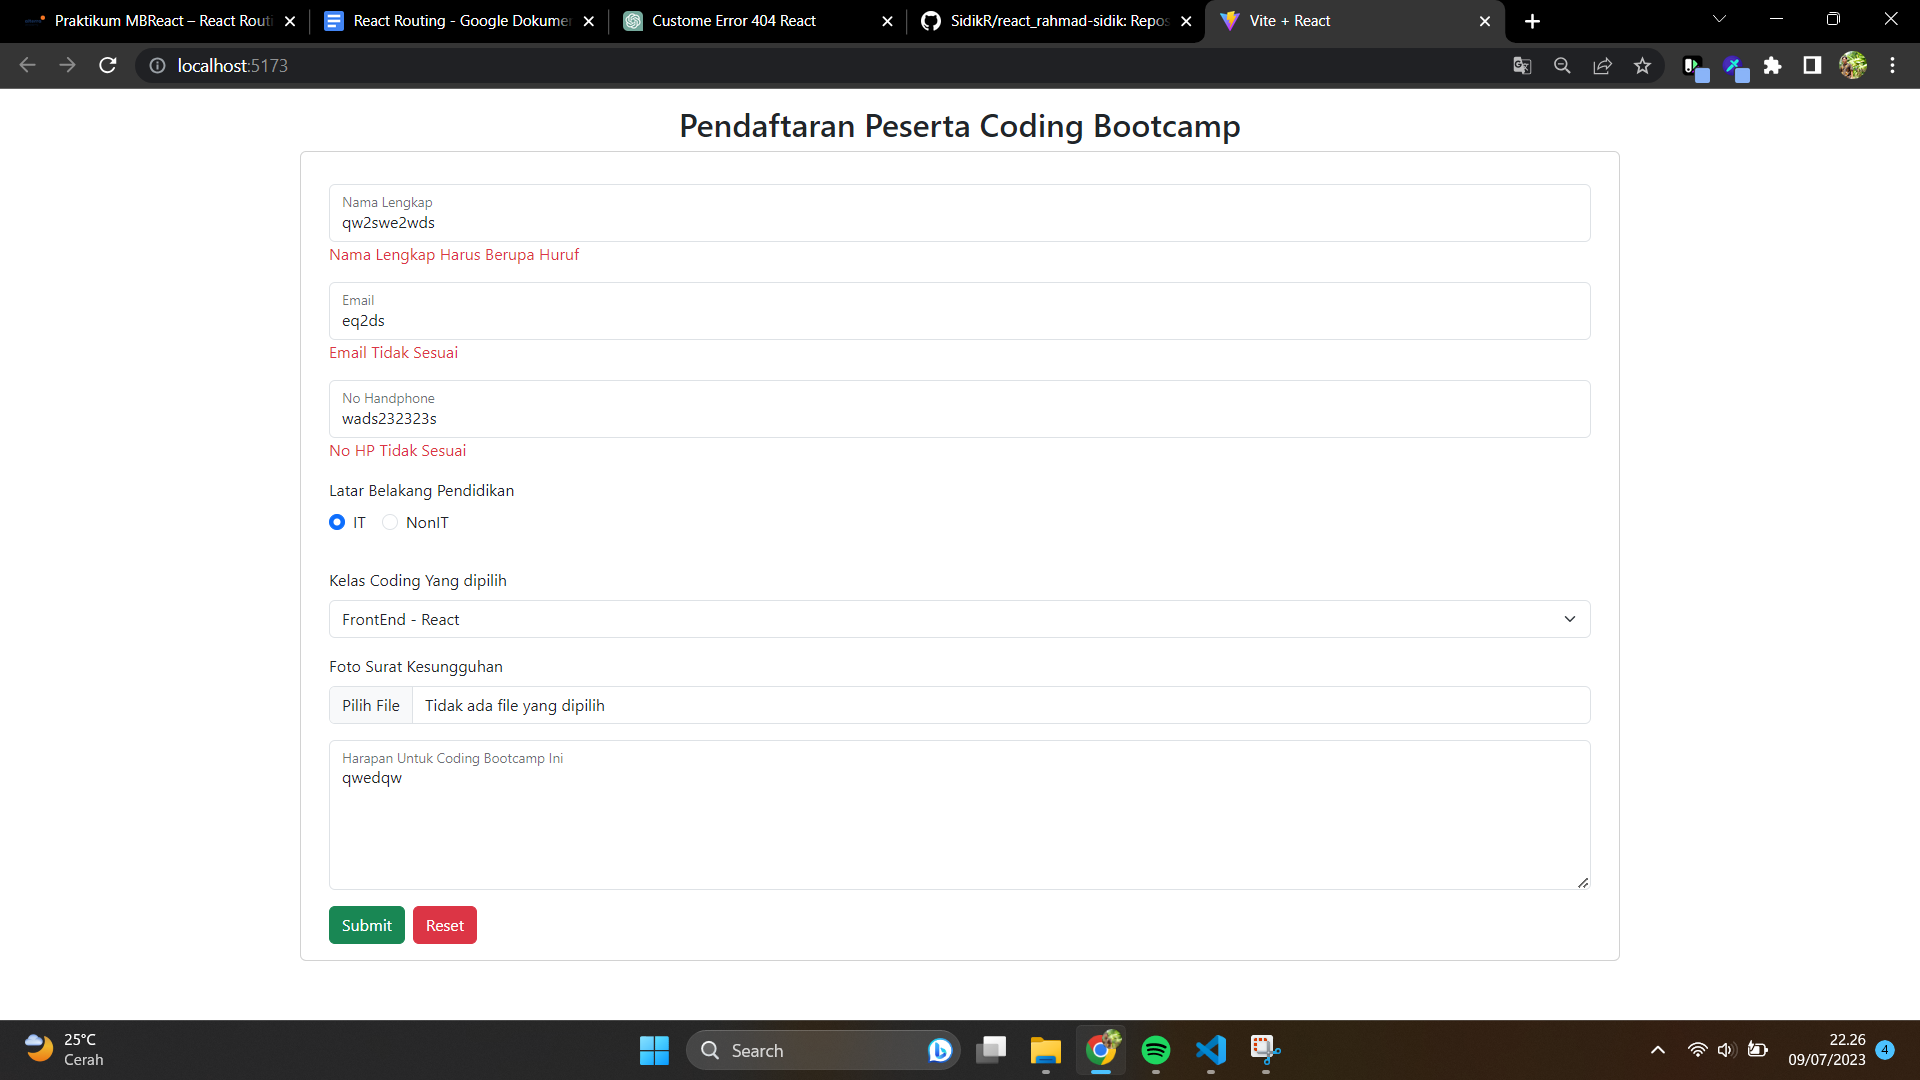 Praktikum MBReact – React Routi
React Routing - Google Dokumen
Custome Error 404 React
SidikR/react_rahmad-sidik: Repos
Vite + React
localhost:5173
Pendaftaran Peserta Coding Bootcamp
Nama Lengkap
qw2swe2wds
Nama Lengkap Harus Berupa Huruf
Email
eq2ds
Email Tidak Sesuai
No Handphone
wads232323s
No HP Tidak Sesuai
Latar Belakang Pendidikan
IT NonIT
Kelas Coding Yang dipilih
FrontEnd - React
Foto Surat Kesungguhan
Pilih File Tidak ada file yang dipilih
Harapan Untuk Coding Bootcamp Ini
qwedqw
Submit Reset
25°C
Cerah
Search
22.26
09/07/2023
4